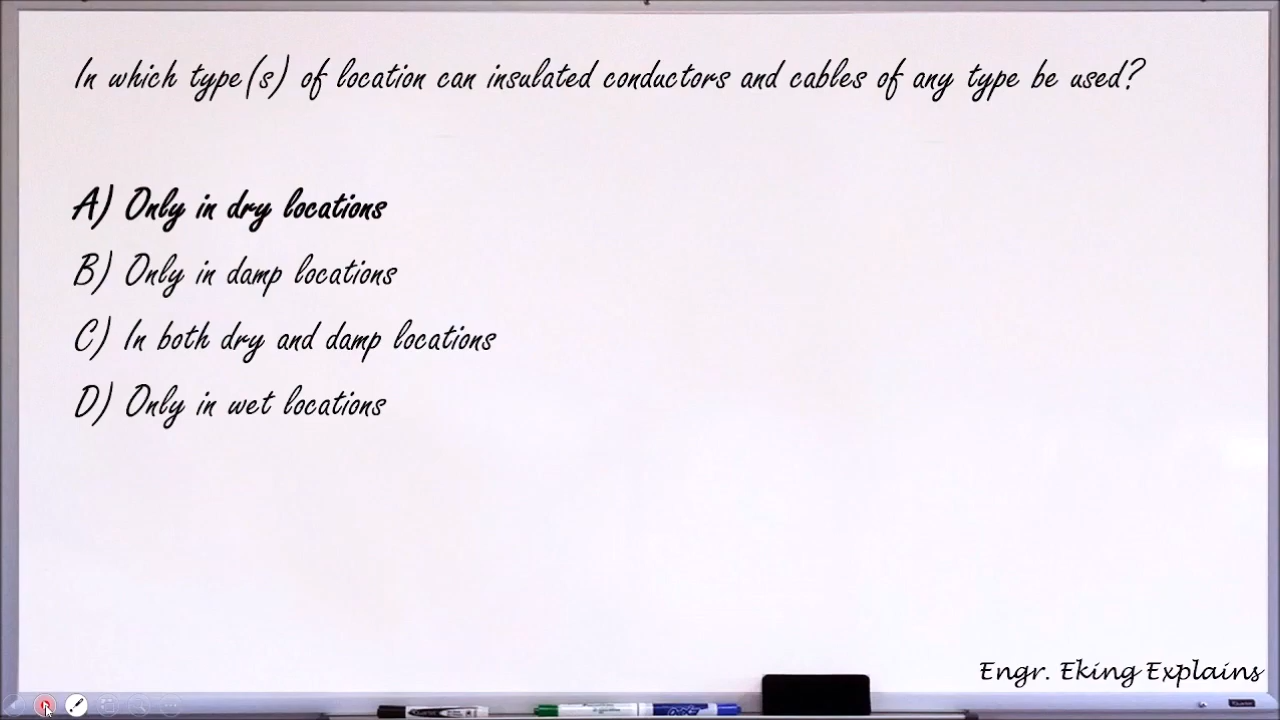 In which type(s) of location can insulated conductors and cables of any type be used?
A) Only in dry locations
B) Only in damp locations
C) In both dry and damp locations
D) Only in wet locations
Engr. Eking Explains